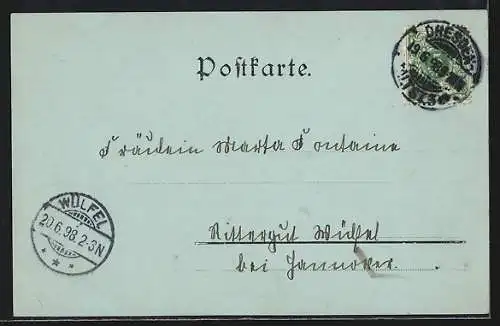 DRESDEN
19.6.98
Postkarte.
Fräulein Marta Fontaine
WÜLFEL
20.6.98.2-3N
* * *
Rittergut Wülfel
bei Hannover.